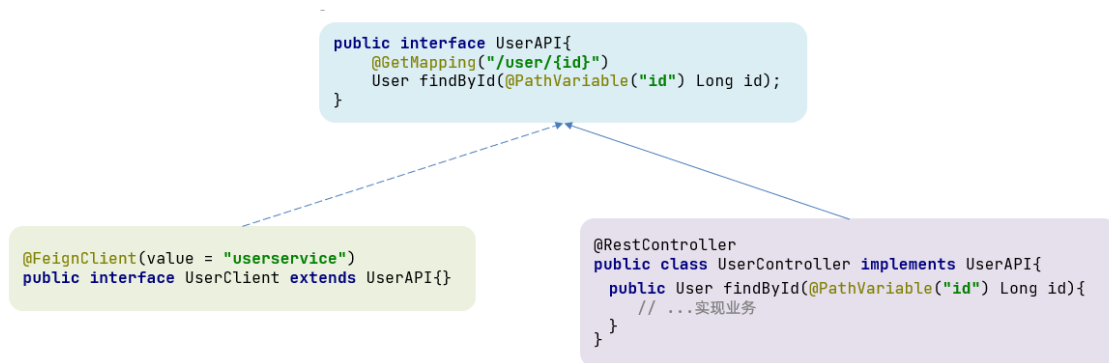 public interface UserAPI{
@GetMapping("/user/{id}")
User findById(@PathVariable("id") Long id);
}
@FeignClient(value = "userservice")
public interface UserClient extends UserAPI{}
@RestController
public class UserController implements UserAPI{
public User findById(@PathVariable("id") Long id){
// ...实现业务
}
}